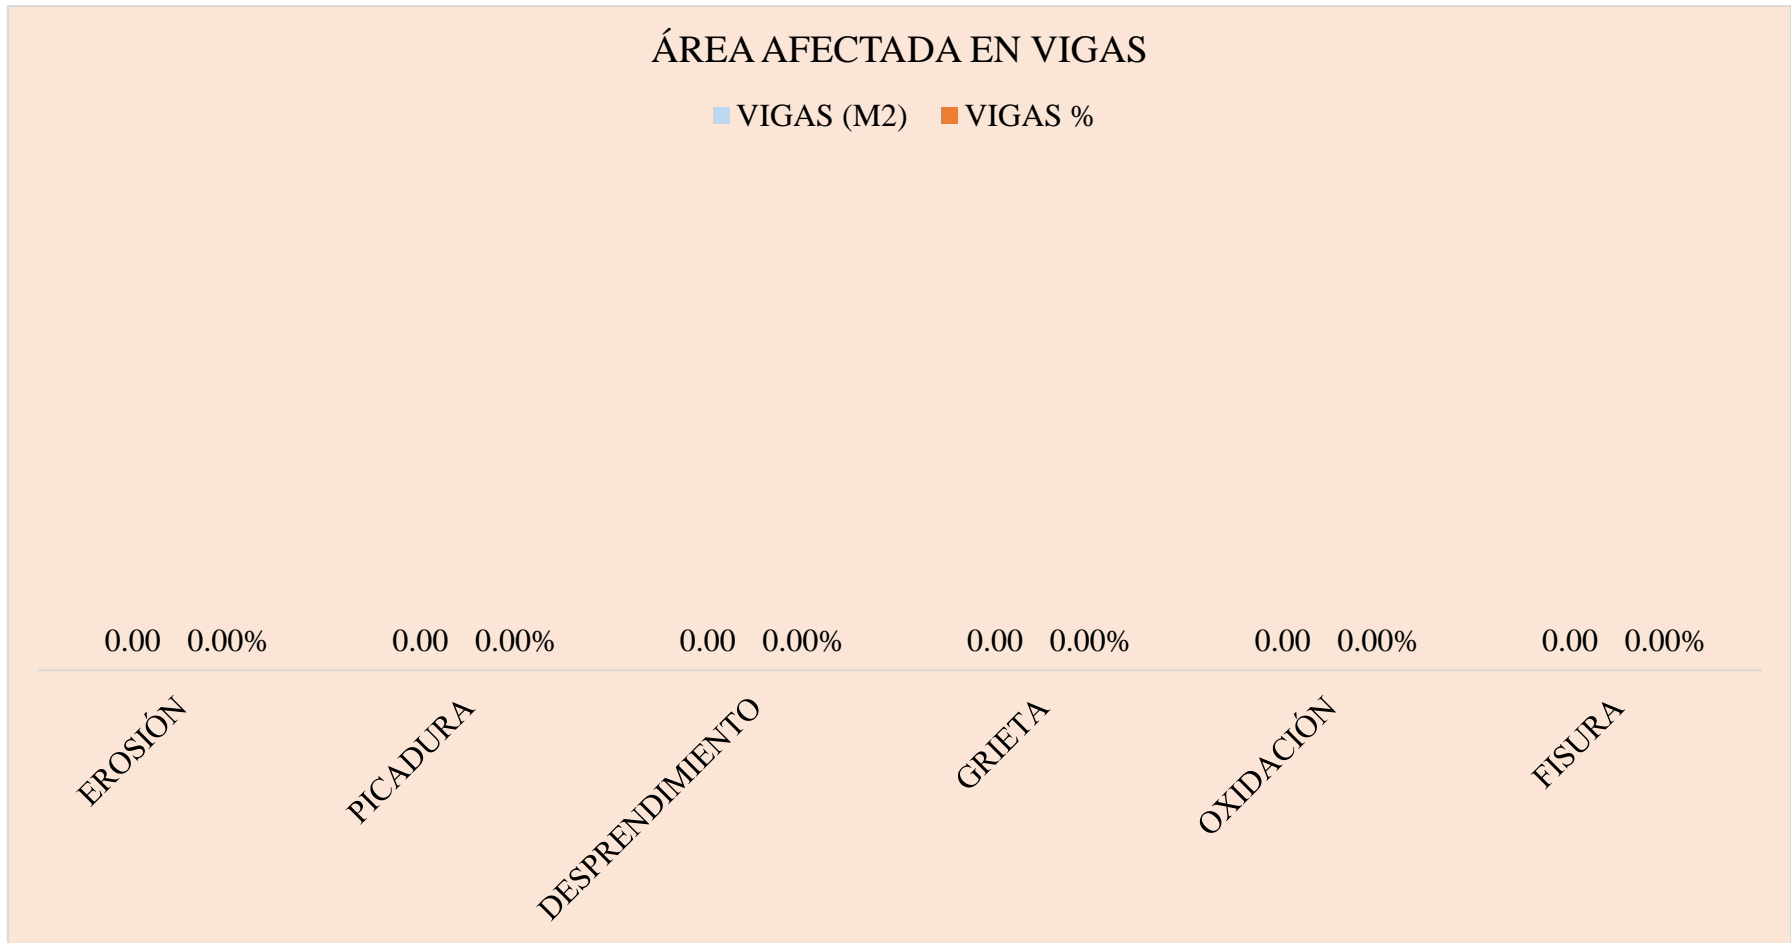 ÁREA AFECTADA EN VIGAS
VIGAS (M2) VIGAS %
0.00 0.00% 0.00 0.00% 0.00 0.00% 0.00 0.00% 0.00 0.00% 0.00 0.00%
EROSIÓN
PICADURA
DESPRENDIMIENTO
GRIETA
OXIDACIÓN
FISURA